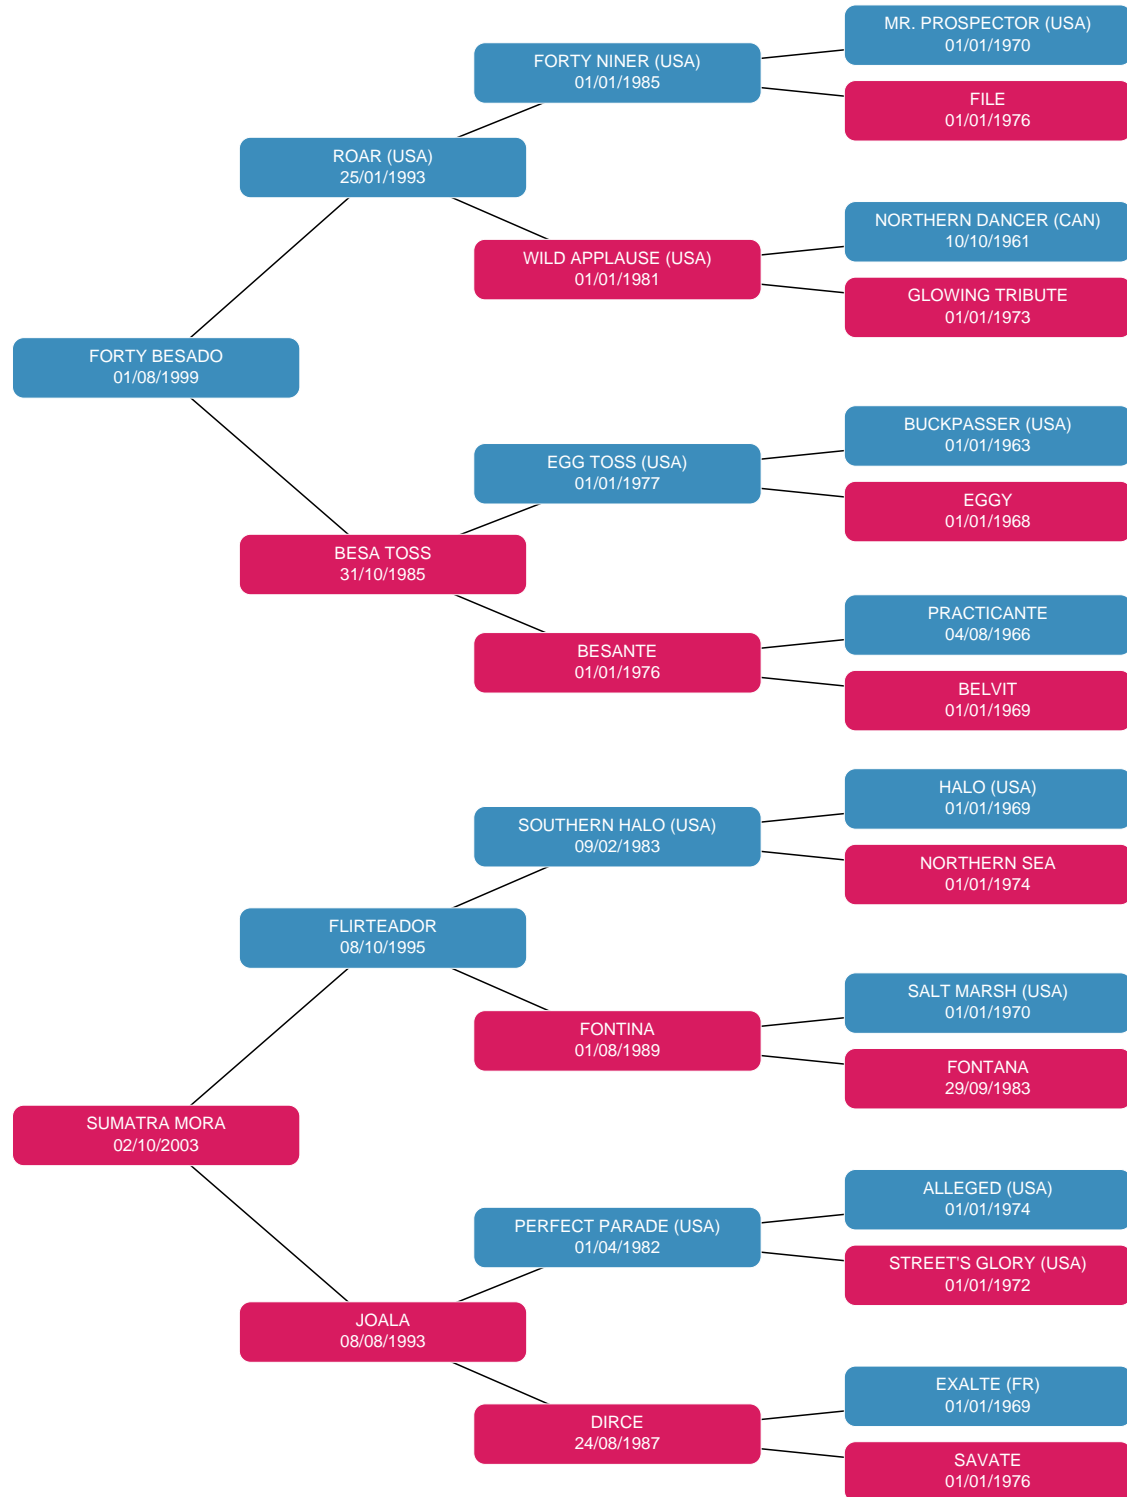 MR. PROSPECTOR (USA)
01/01/1970
FORTY NINER (USA)
01/01/1985
FILE
01/01/1976
ROAR (USA)
25/01/1993
NORTHERN DANCER (CAN)
10/10/1961
WILD APPLAUSE (USA)
01/01/1981
GLOWING TRIBUTE
01/01/1973
FORTY BESADO
01/08/1999
BUCKPASSER (USA)
01/01/1963
EGG TOSS (USA)
01/01/1977
EGGY
01/01/1968
BESA TOSS
31/10/1985
PRACTICANTE
04/08/1966
BESANTE
01/01/1976
BELVIT
01/01/1969
HALO (USA)
01/01/1969
SOUTHERN HALO (USA)
09/02/1983
NORTHERN SEA
01/01/1974
FLIRTEADOR
08/10/1995
SALT MARSH (USA)
01/01/1970
FONTINA
01/08/1989
FONTANA
29/09/1983
SUMATRA MORA
02/10/2003
ALLEGED (USA)
01/01/1974
PERFECT PARADE (USA)
01/04/1982
STREET'S GLORY (USA)
01/01/1972
JOALA
08/08/1993
EXALTE (FR)
01/01/1969
DIRCE
24/08/1987
SAVATE
01/01/1976